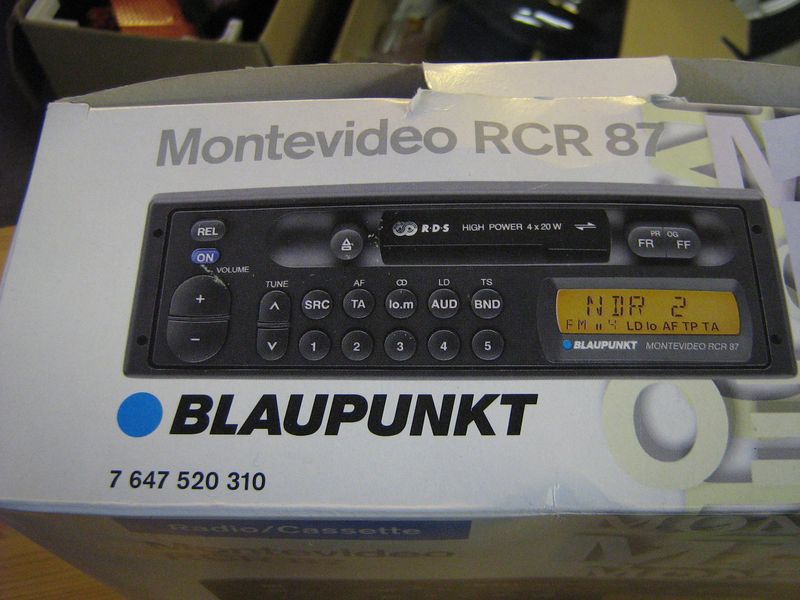 Montevideo RCR 87
REL
ON
VOLUME
+
−
R·D·S HIGH POWER 4 x 20 W
PR OG
FR FF
TUNE AF LD TS
SRC TA lo.m AUD BND
1 2 3 4 5
NDR 2
FM LD lo AF TP TA
BLAUPUNKT MONTEVIDEO RCR 87
BLAUPUNKT
7 647 520 310
Radio/Cassette
Montevideo